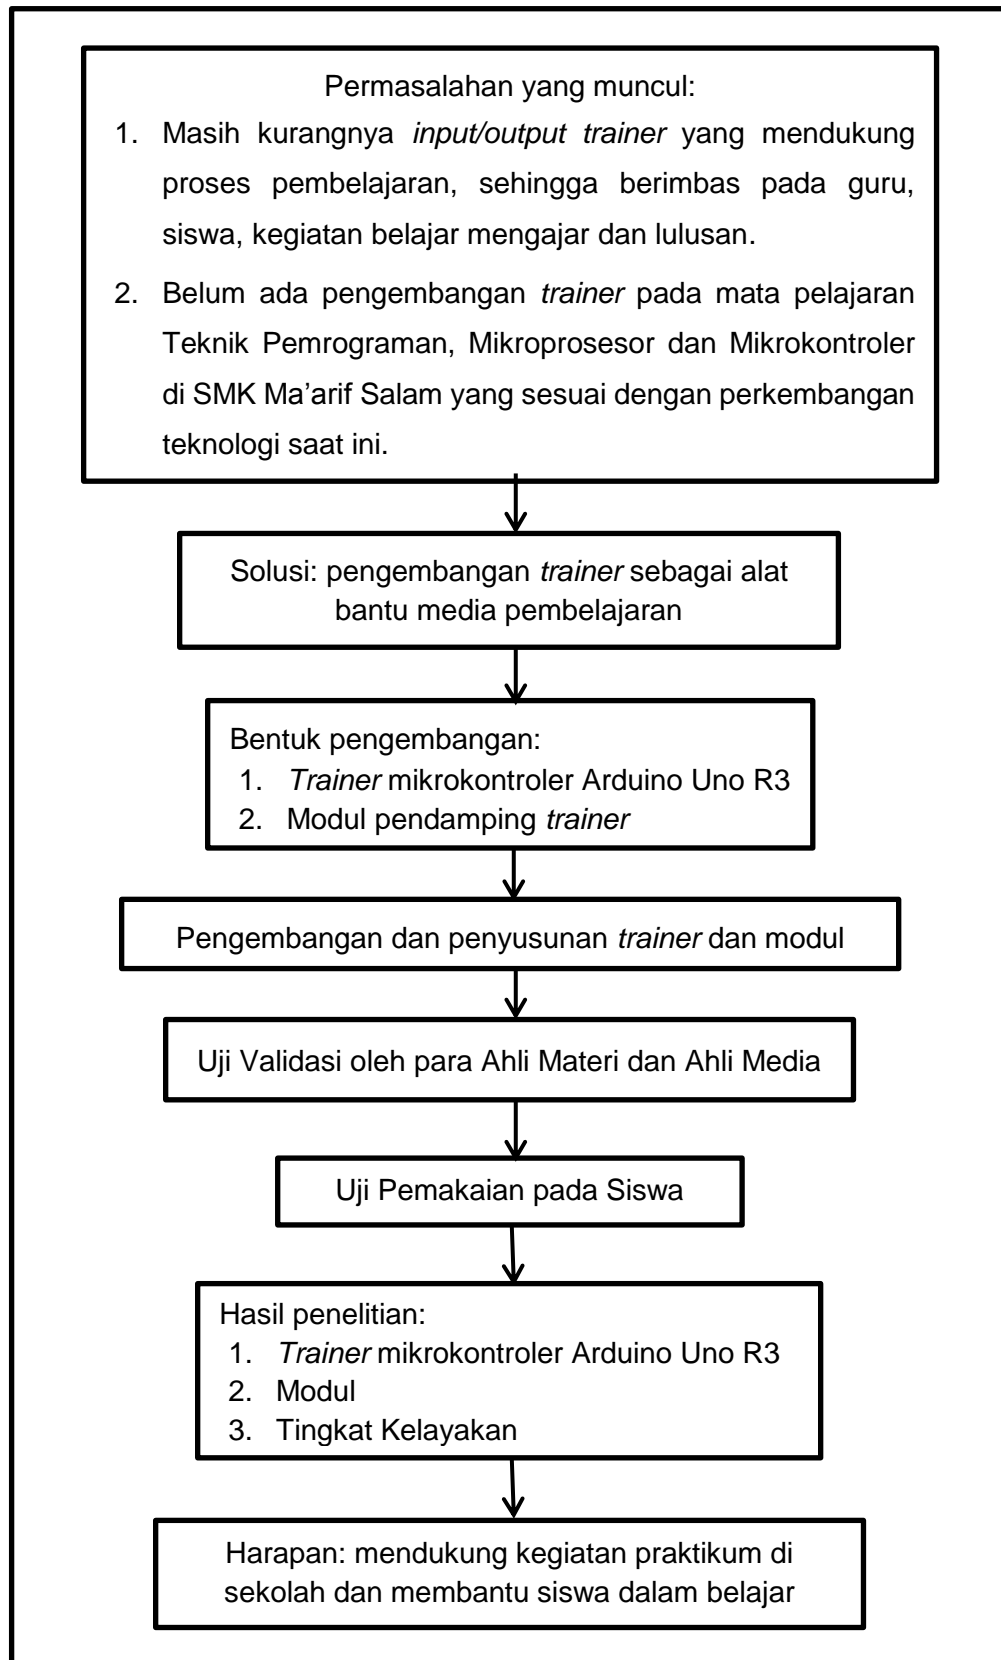 Permasalahan yang muncul:
1. Masih kurangnya input/output trainer yang mendukung
proses pembelajaran, sehingga berimbas pada guru,
siswa, kegiatan belajar mengajar dan lulusan.
2. Belum ada pengembangan trainer pada mata pelajaran
Teknik Pemrograman, Mikroprosesor dan Mikrokontroler
di SMK Ma’arif Salam yang sesuai dengan perkembangan
teknologi saat ini.
Solusi: pengembangan trainer sebagai alat
bantu media pembelajaran
Bentuk pengembangan:
1. Trainer mikrokontroler Arduino Uno R3
2. Modul pendamping trainer
Pengembangan dan penyusunan trainer dan modul
Uji Validasi oleh para Ahli Materi dan Ahli Media
Uji Pemakaian pada Siswa
Hasil penelitian:
1. Trainer mikrokontroler Arduino Uno R3
2. Modul
3. Tingkat Kelayakan
Harapan: mendukung kegiatan praktikum di
sekolah dan membantu siswa dalam belajar